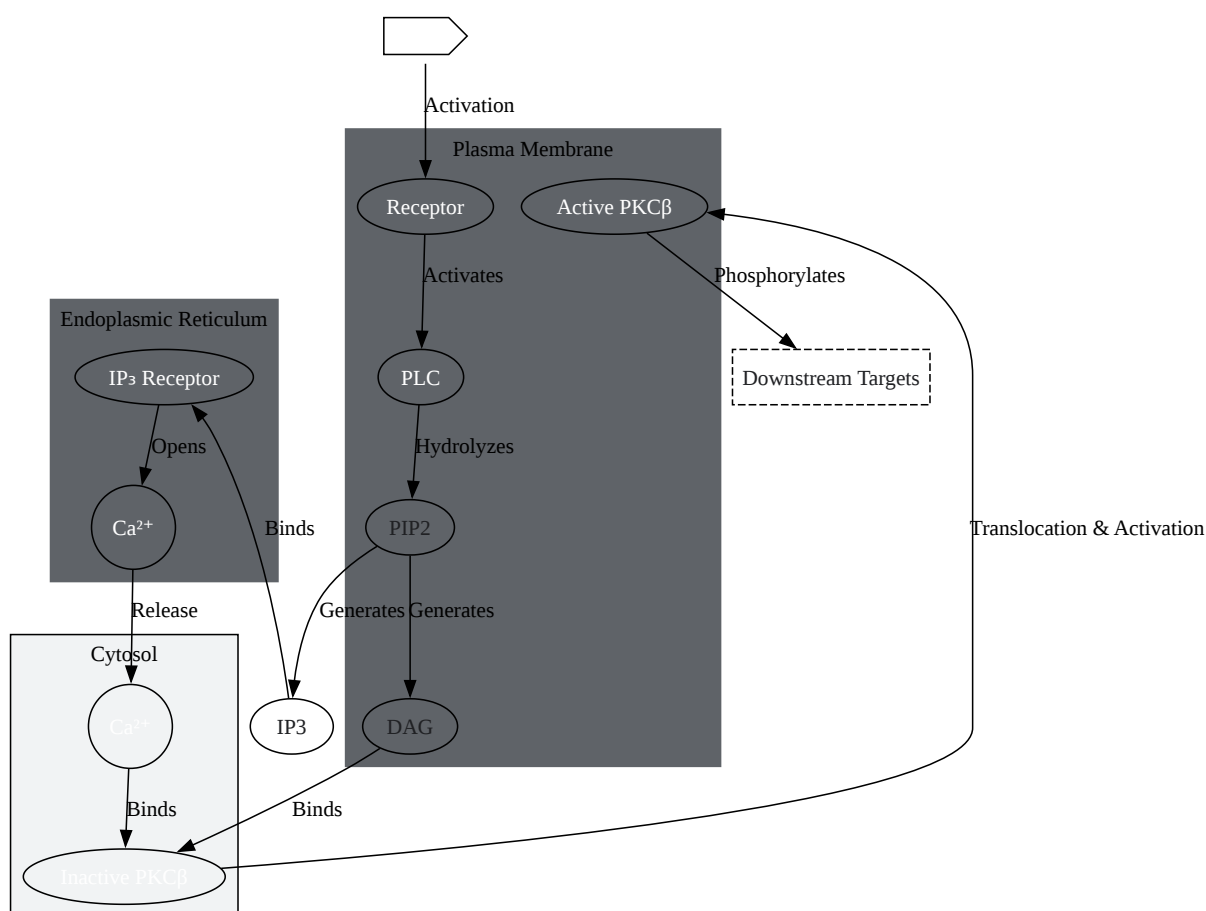 Activation
Plasma Membrane
Receptor
Active PKCβ
Activates
Phosphorylates
Endoplasmic Reticulum
IP₃ Receptor
PLC
Downstream Targets
Opens
Hydrolyzes
Ca²⁺
Binds
PIP2
Translocation & Activation
Release
Generates
Generates
Cytosol
Ca²⁺
IP3
DAG
Binds
Binds
Inactive PKCβ